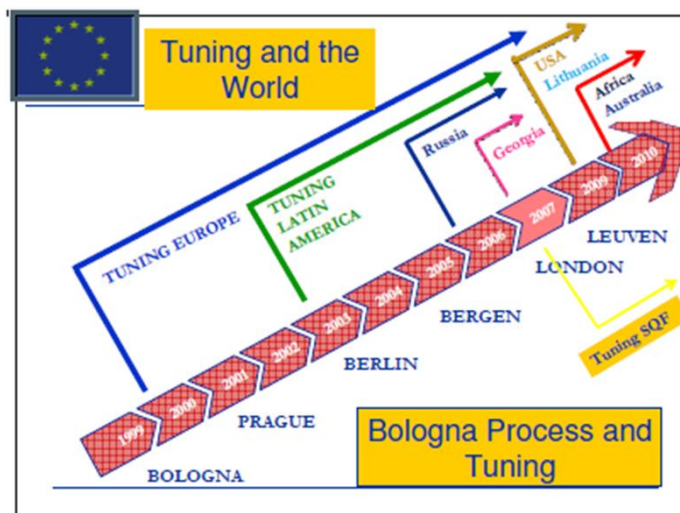 Tuning and the
World
USA
Lithuania
Africa
Australia
Russia
Georgia
TUNING
LATIN
AMERICA
TUNING EUROPE
1999
2000
2001
2002
2003
2004
2005
2006
2007
2009
2010
LEUVEN
LONDON
BERGEN
BERLIN
PRAGUE
BOLOGNA
Tuning SQF
Bologna Process and
Tuning